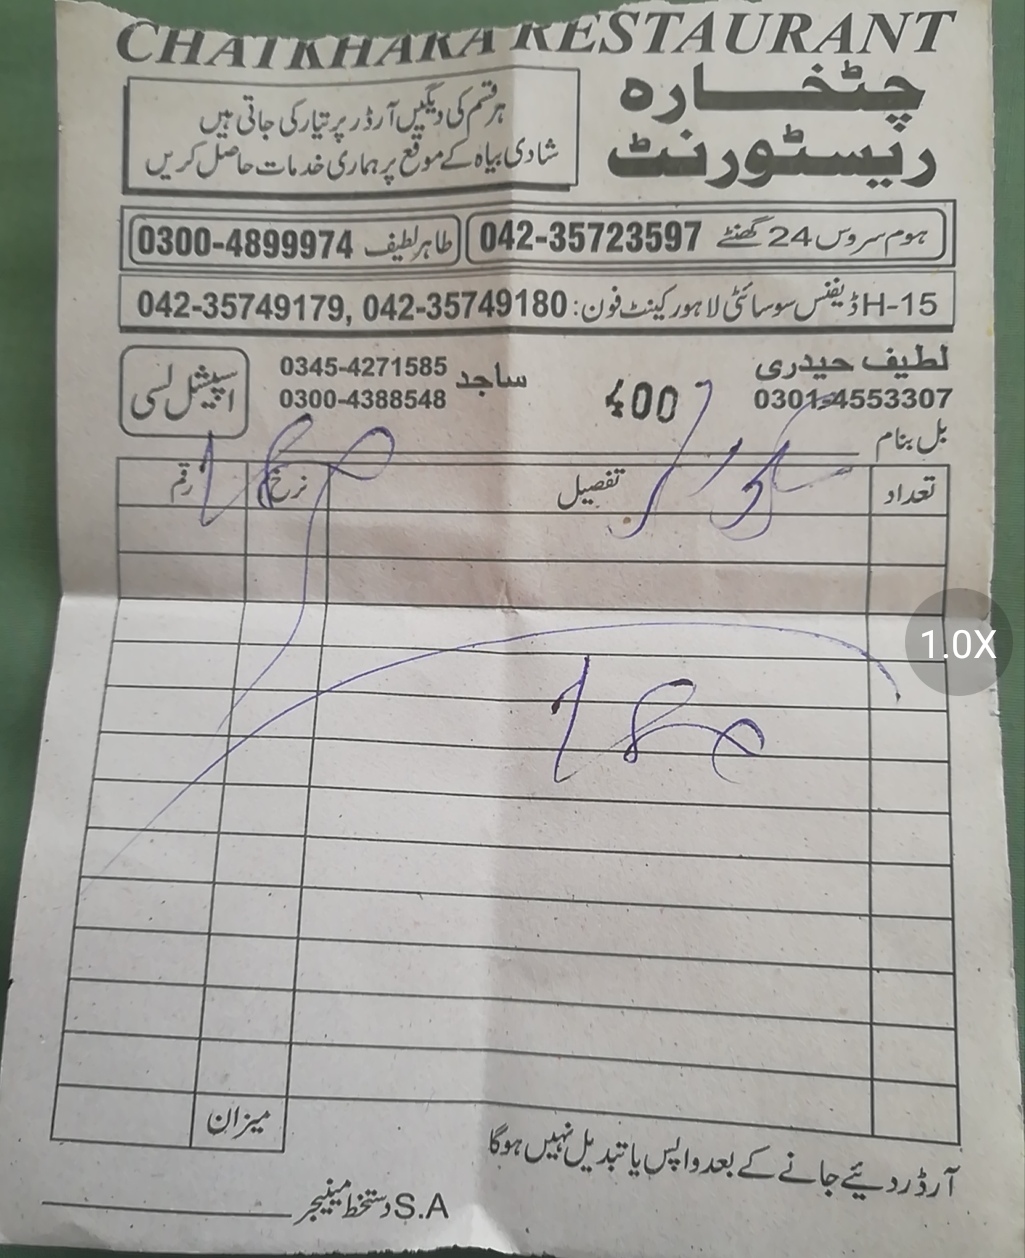 CHATKHARA RESTAURANT
چٹخارہ
ریسٹورنٹ
ہر قسم کی دیگیں آرڈر پر تیار کی جاتی ہیں
شادی بیاہ کے موقع پر ہماری خدمات حاصل کریں
ہوم سروس 24 گھنٹے 042-35723597
طاہر لطیف 0300-4899974
H-15 ڈیفنس سوسائٹی لاہور کینٹ فون: 042-35749179, 042-35749180
لطیف حیدری
0301-4553307
4007
ساجد 0345-4271585
0300-4388548
اسپیشل لسی
بل بنام
تعداد تفصیل نرخ رقم
180
180
میزان
آرڈر دئیے جانے کے بعد واپس یا تبدیل نہیں ہوگا
S.A دستخط مینیجر
1.0X